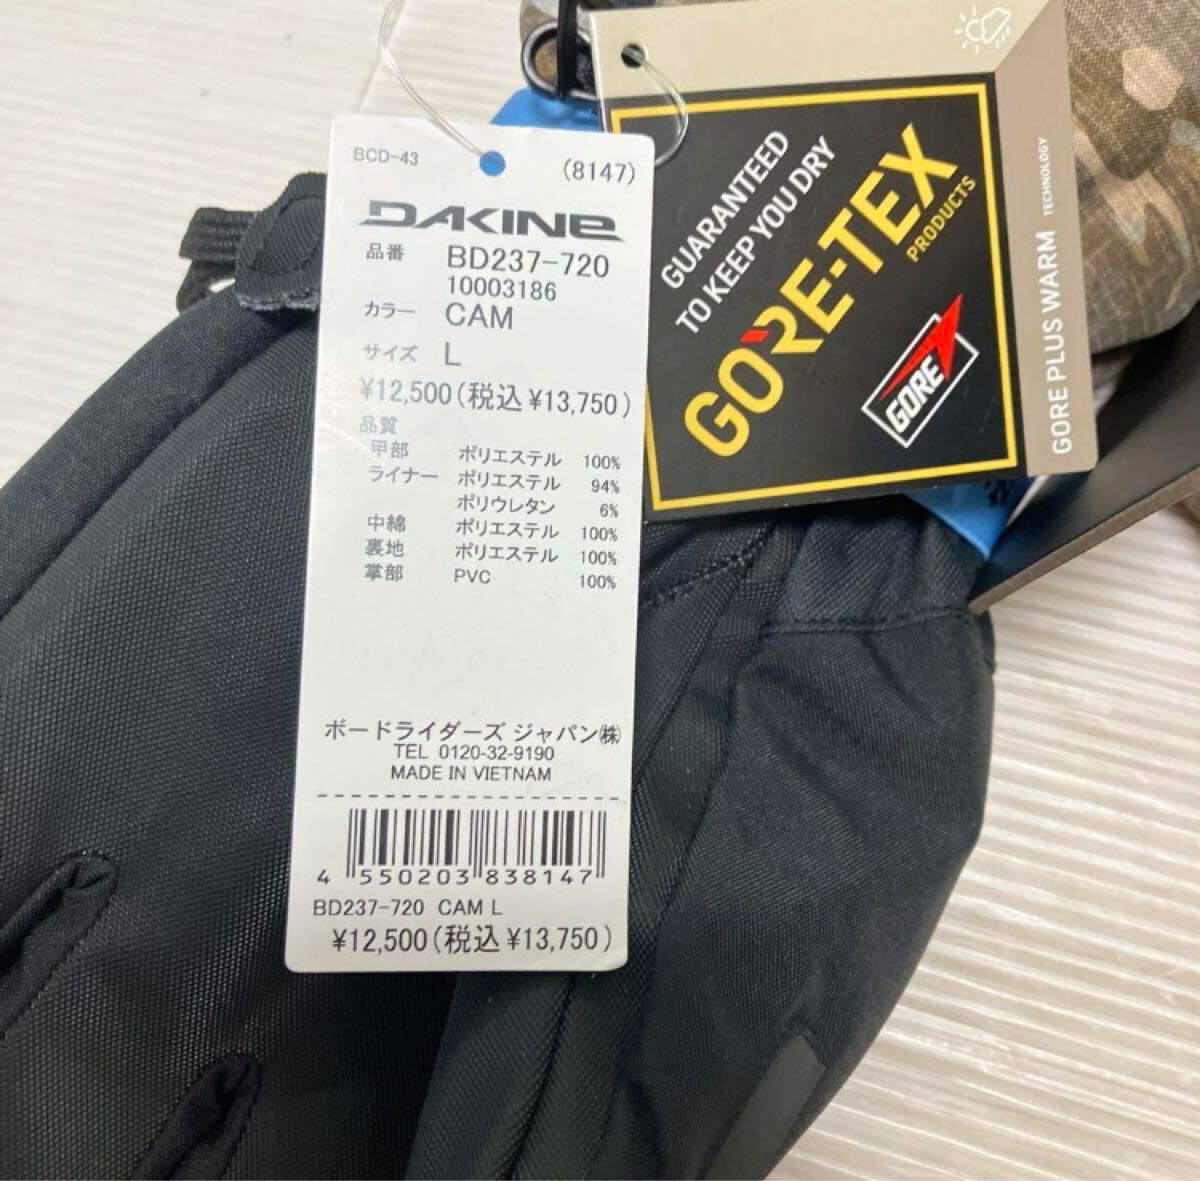 BCD-43
(8147)
DAKINE
品番 BD237-720
10003186
カラー CAM
サイズ L
¥12,500(税込¥13,750)
品質
甲部 ポリエステル 100%
ライナー ポリエステル 94%
ポリウレタン 6%
中綿 ポリエステル 100%
裏地 ポリエステル 100%
掌部 PVC 100%
ボードライダーズ ジャパン㈱
TEL 0120-32-9190
MADE IN VIETNAM
4 550203 838147
BD237-720 CAM L
¥12,500(税込¥13,750)
GUARANTEED
TO KEEP YOU DRY
GORE-TEX
PRODUCTS
GORE
GORE PLUS WARM TECHNOLOGY